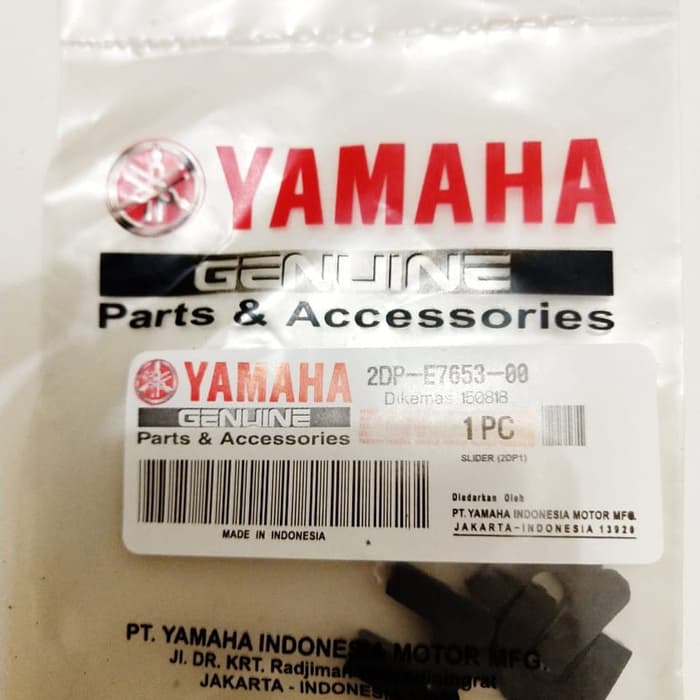 YAMAHA
GENUINE
Parts & Accessories
YAMAHA
GENUINE
Parts & Accessories
2DP-E7653-00
Dikemas 150818
1 PC
SLIDER (2DP1)
MADE IN INDONESIA
Diedarkan Oleh
PT. YAMAHA INDONESIA MOTOR MFG.
JAKARTA-INDONESIA 13920
PT. YAMAHA INDONESIA MOTOR MFG.
Jl. DR. KRT. Radjiman
JAKARTA - INDONESIA